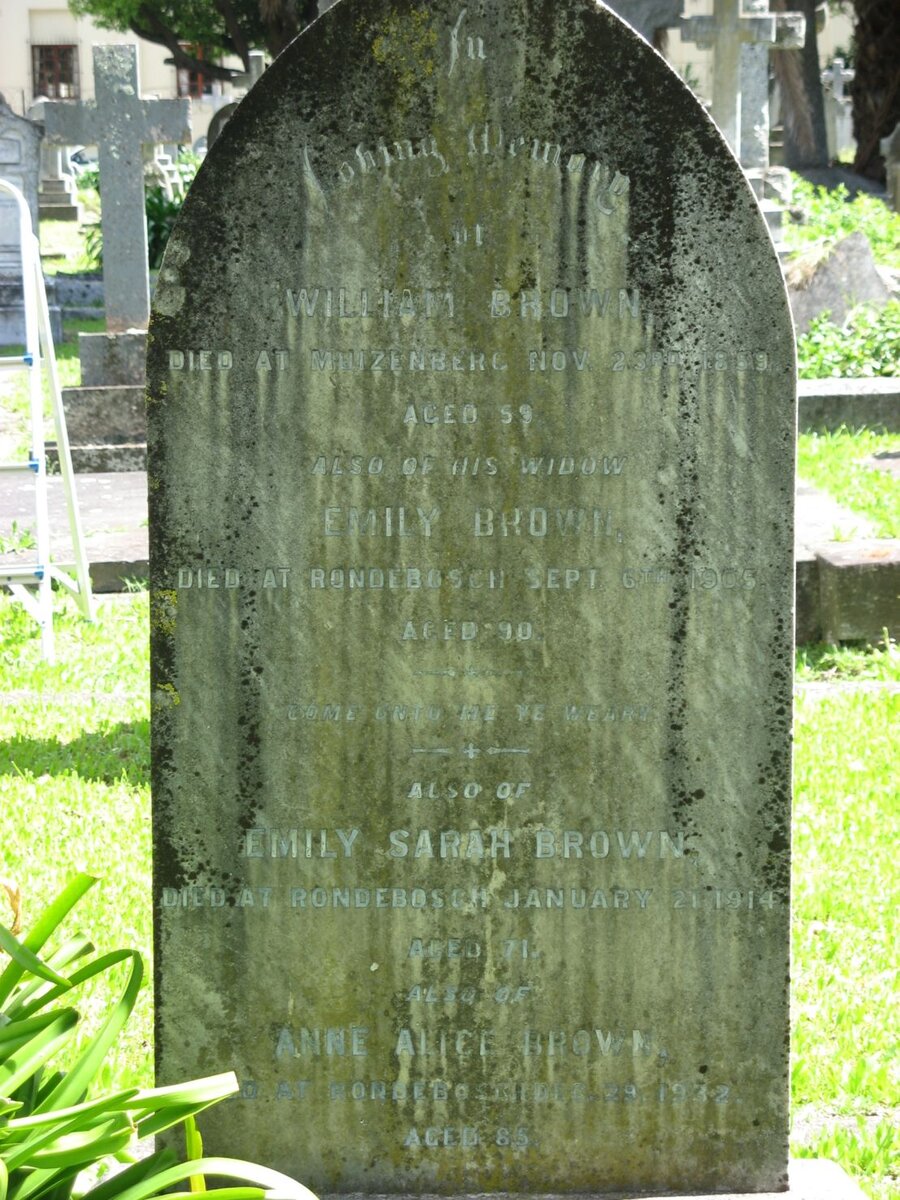 In
Loving Memory
of
WILLIAM BROWN,
DIED AT MUIZENBERG NOV. 23RD 1859,
AGED 59.
ALSO OF HIS WIDOW
EMILY BROWN,
DIED AT RONDEBOSCH SEPT. 6TH 1905
AGED 90.
COME UNTO ME YE WEARY
ALSO OF
EMILY SARAH BROWN,
DIED AT RONDEBOSCH JANUARY 21 1914
AGED 71.
ALSO OF
ANNE ALICE BROWN,
DIED AT RONDEBOSCH DEC. 29. 1932.
AGED 85.